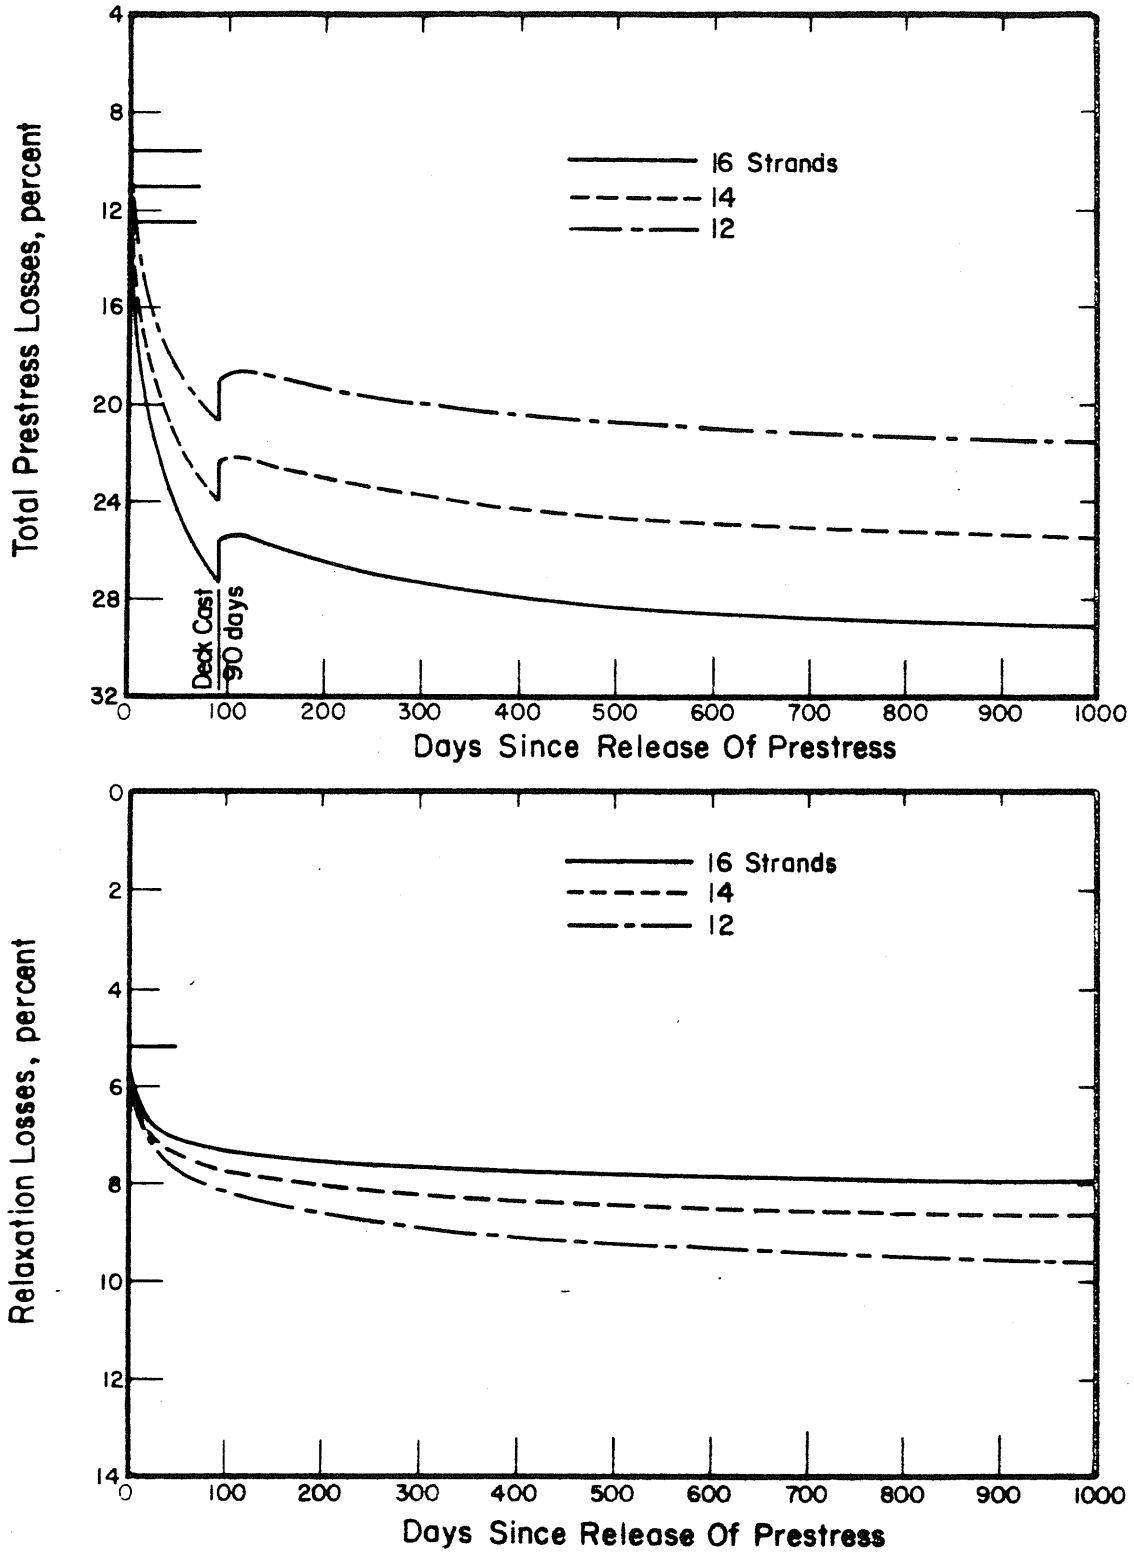 4
8
12
16
20
24
28
32
Total Prestress Losses, percent
16 Strands
14
12
Deck Cast
90 days
0 100 200 300 400 500 600 700 800 900 1000
Days Since Release Of Prestress
0
2
4
6
8
10
12
14
Relaxation Losses, percent
16 Strands
14
12
0 100 200 300 400 500 600 700 800 900 1000
Days Since Release Of Prestress